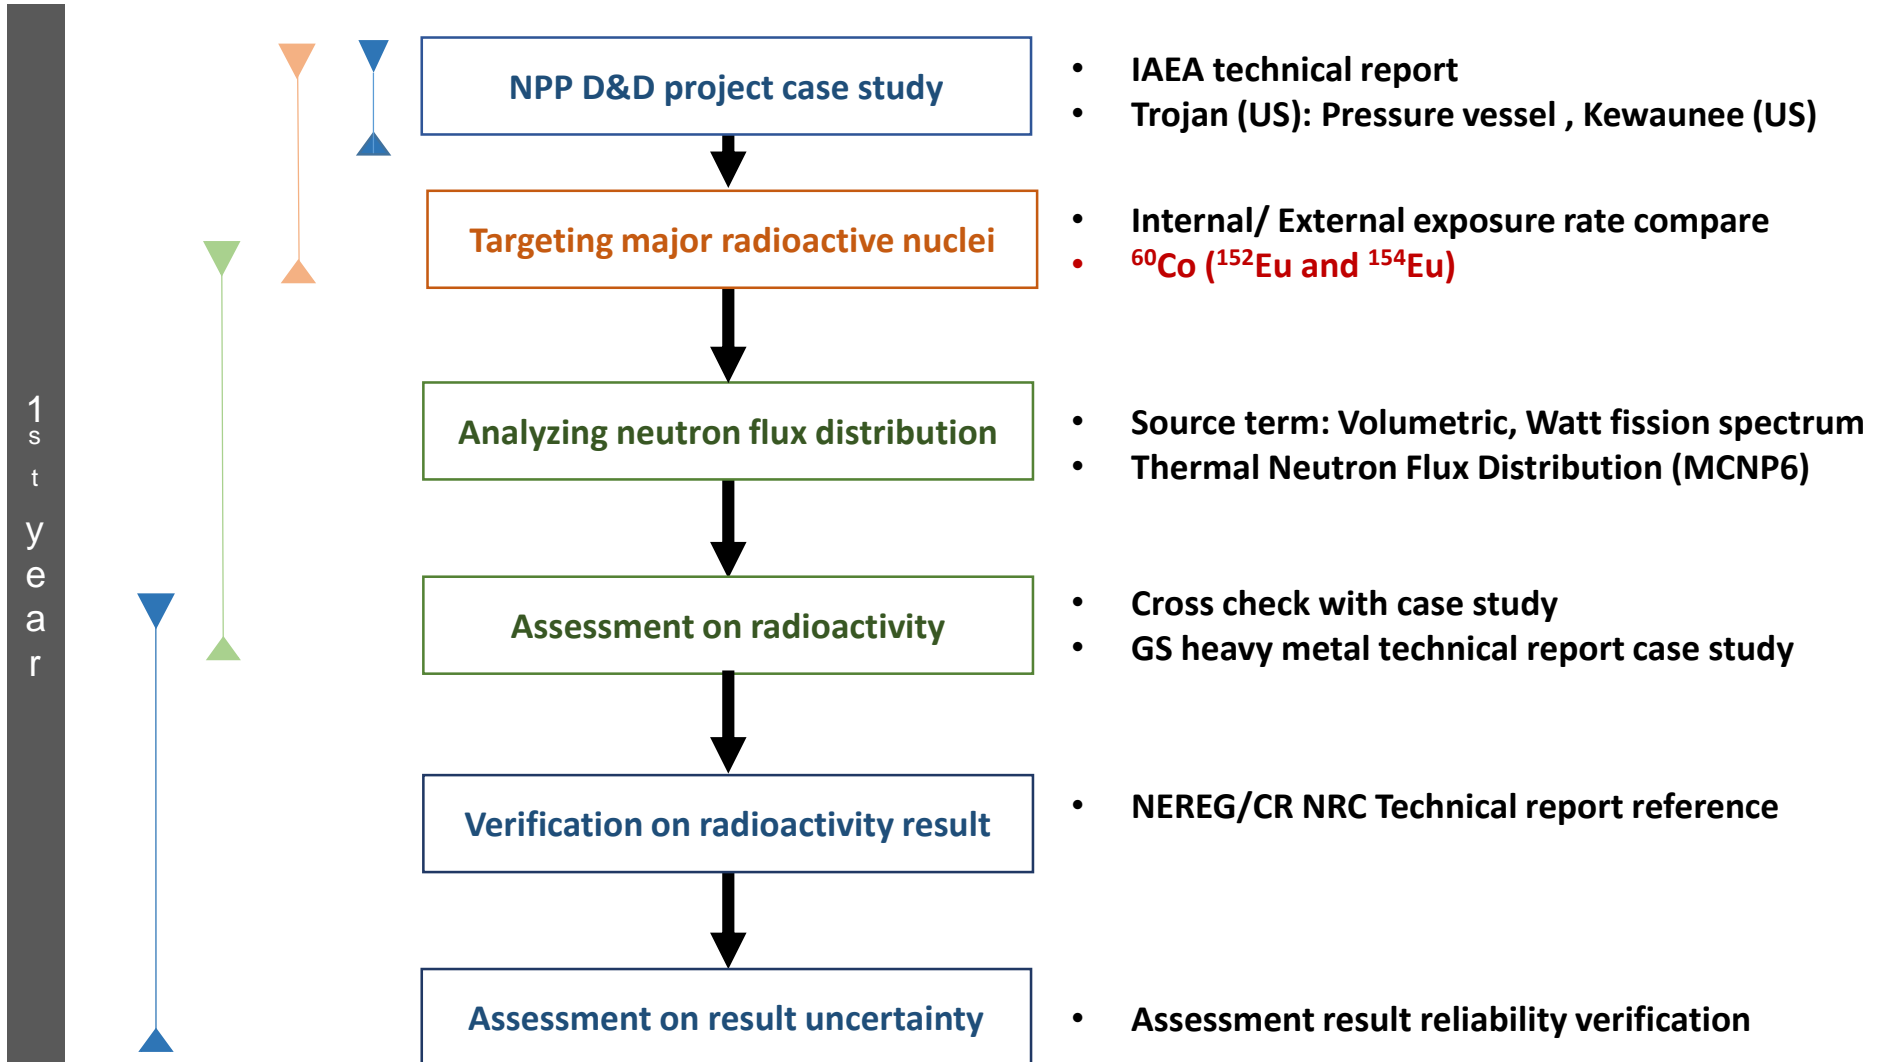 1st year
NPP D&D project case study
• IAEA technical report
• Trojan (US): Pressure vessel , Kewaunee (US)
Targeting major radioactive nuclei
• Internal/ External exposure rate compare
• ⁶⁰Co (¹⁵²Eu and ¹⁵⁴Eu)
Analyzing neutron flux distribution
• Source term: Volumetric, Watt fission spectrum
• Thermal Neutron Flux Distribution (MCNP6)
Assessment on radioactivity
• Cross check with case study
• GS heavy metal technical report case study
Verification on radioactivity result
• NEREG/CR NRC Technical report reference
Assessment on result uncertainty
• Assessment result reliability verification